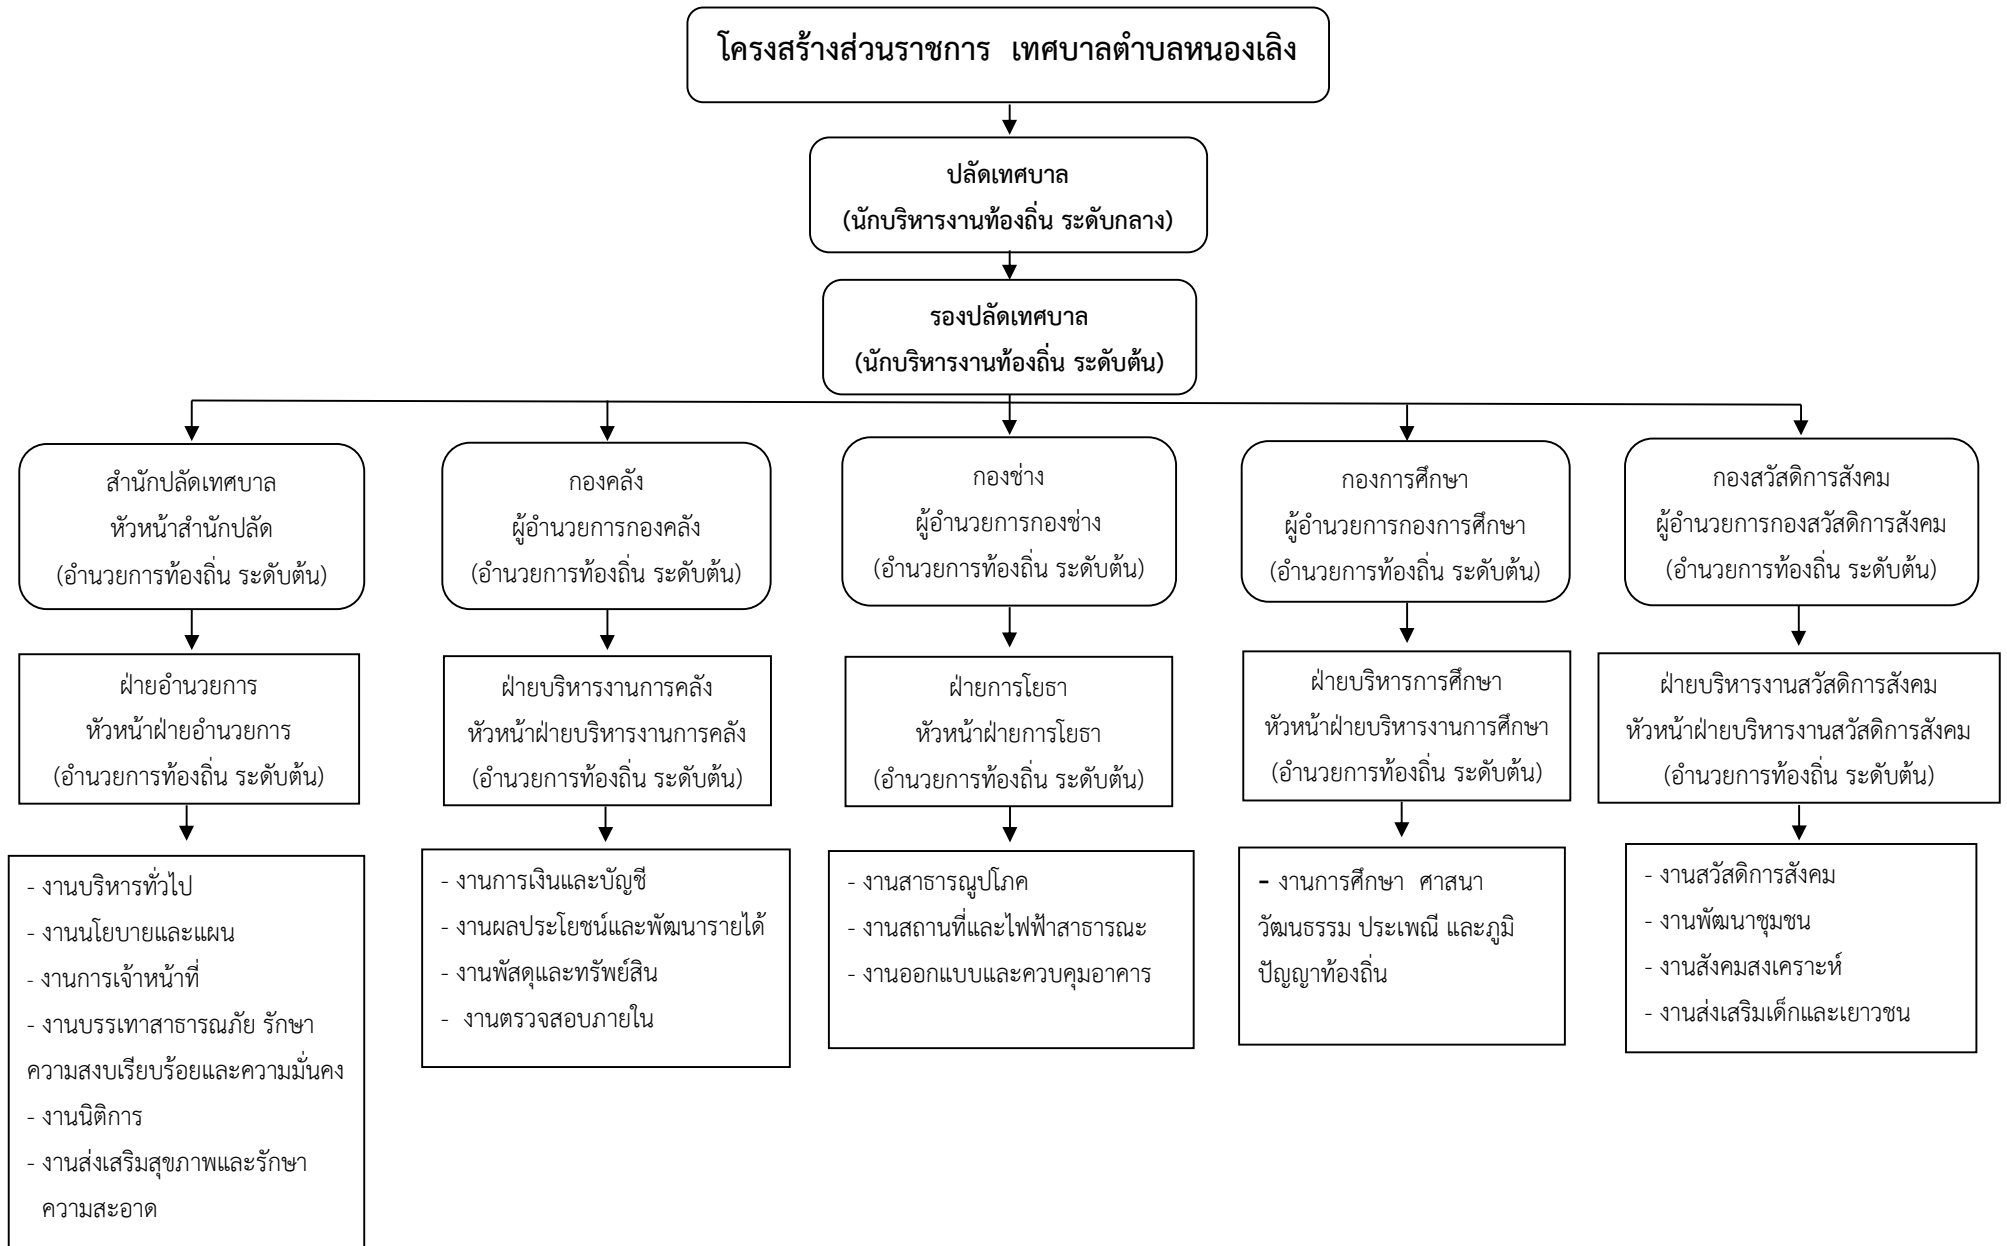 โครงสร้างส่วนราชการ เทศบาลตำบลหนองเลิง
ปลัดเทศบาล
(นักบริหารงานท้องถิ่น ระดับกลาง)
รองปลัดเทศบาล
(นักบริหารงานท้องถิ่น ระดับต้น)
สำนักปลัดเทศบาล
หัวหน้าสำนักปลัด
(อำนวยการท้องถิ่น ระดับต้น)
กองคลัง
ผู้อำนวยการกองคลัง
(อำนวยการท้องถิ่น ระดับต้น)
กองช่าง
ผู้อำนวยการกองช่าง
(อำนวยการท้องถิ่น ระดับต้น)
กองการศึกษา
ผู้อำนวยการกองการศึกษา
(อำนวยการท้องถิ่น ระดับต้น)
กองสวัสดิการสังคม
ผู้อำนวยการกองสวัสดิการสังคม
(อำนวยการท้องถิ่น ระดับต้น)
ฝ่ายอำนวยการ
หัวหน้าฝ่ายอำนวยการ
(อำนวยการท้องถิ่น ระดับต้น)
ฝ่ายบริหารงานการคลัง
หัวหน้าฝ่ายบริหารงานการคลัง
(อำนวยการท้องถิ่น ระดับต้น)
ฝ่ายการโยธา
หัวหน้าฝ่ายการโยธา
(อำนวยการท้องถิ่น ระดับต้น)
ฝ่ายบริหารการศึกษา
หัวหน้าฝ่ายบริหารงานการศึกษา
(อำนวยการท้องถิ่น ระดับต้น)
ฝ่ายบริหารงานสวัสดิการสังคม
หัวหน้าฝ่ายบริหารงานสวัสดิการสังคม
(อำนวยการท้องถิ่น ระดับต้น)
- งานบริหารทั่วไป
- งานนโยบายและแผน
- งานการเจ้าหน้าที่
- งานบรรเทาสาธารณภัย รักษา
ความสงบเรียบร้อยและความมั่นคง
- งานนิติการ
- งานส่งเสริมสุขภาพและรักษา
ความสะอาด
- งานการเงินและบัญชี
- งานผลประโยชน์และพัฒนารายได้
- งานพัสดุและทรัพย์สิน
- งานตรวจสอบภายใน
- งานสาธารณูปโภค
- งานสถานที่และไฟฟ้าสาธารณะ
- งานออกแบบและควบคุมอาคาร
- งานการศึกษา ศาสนา
วัฒนธรรม ประเพณี และภูมิ
ปัญญาท้องถิ่น
- งานสวัสดิการสังคม
- งานพัฒนาชุมชน
- งานสังคมสงเคราะห์
- งานส่งเสริมเด็กและเยาวชน